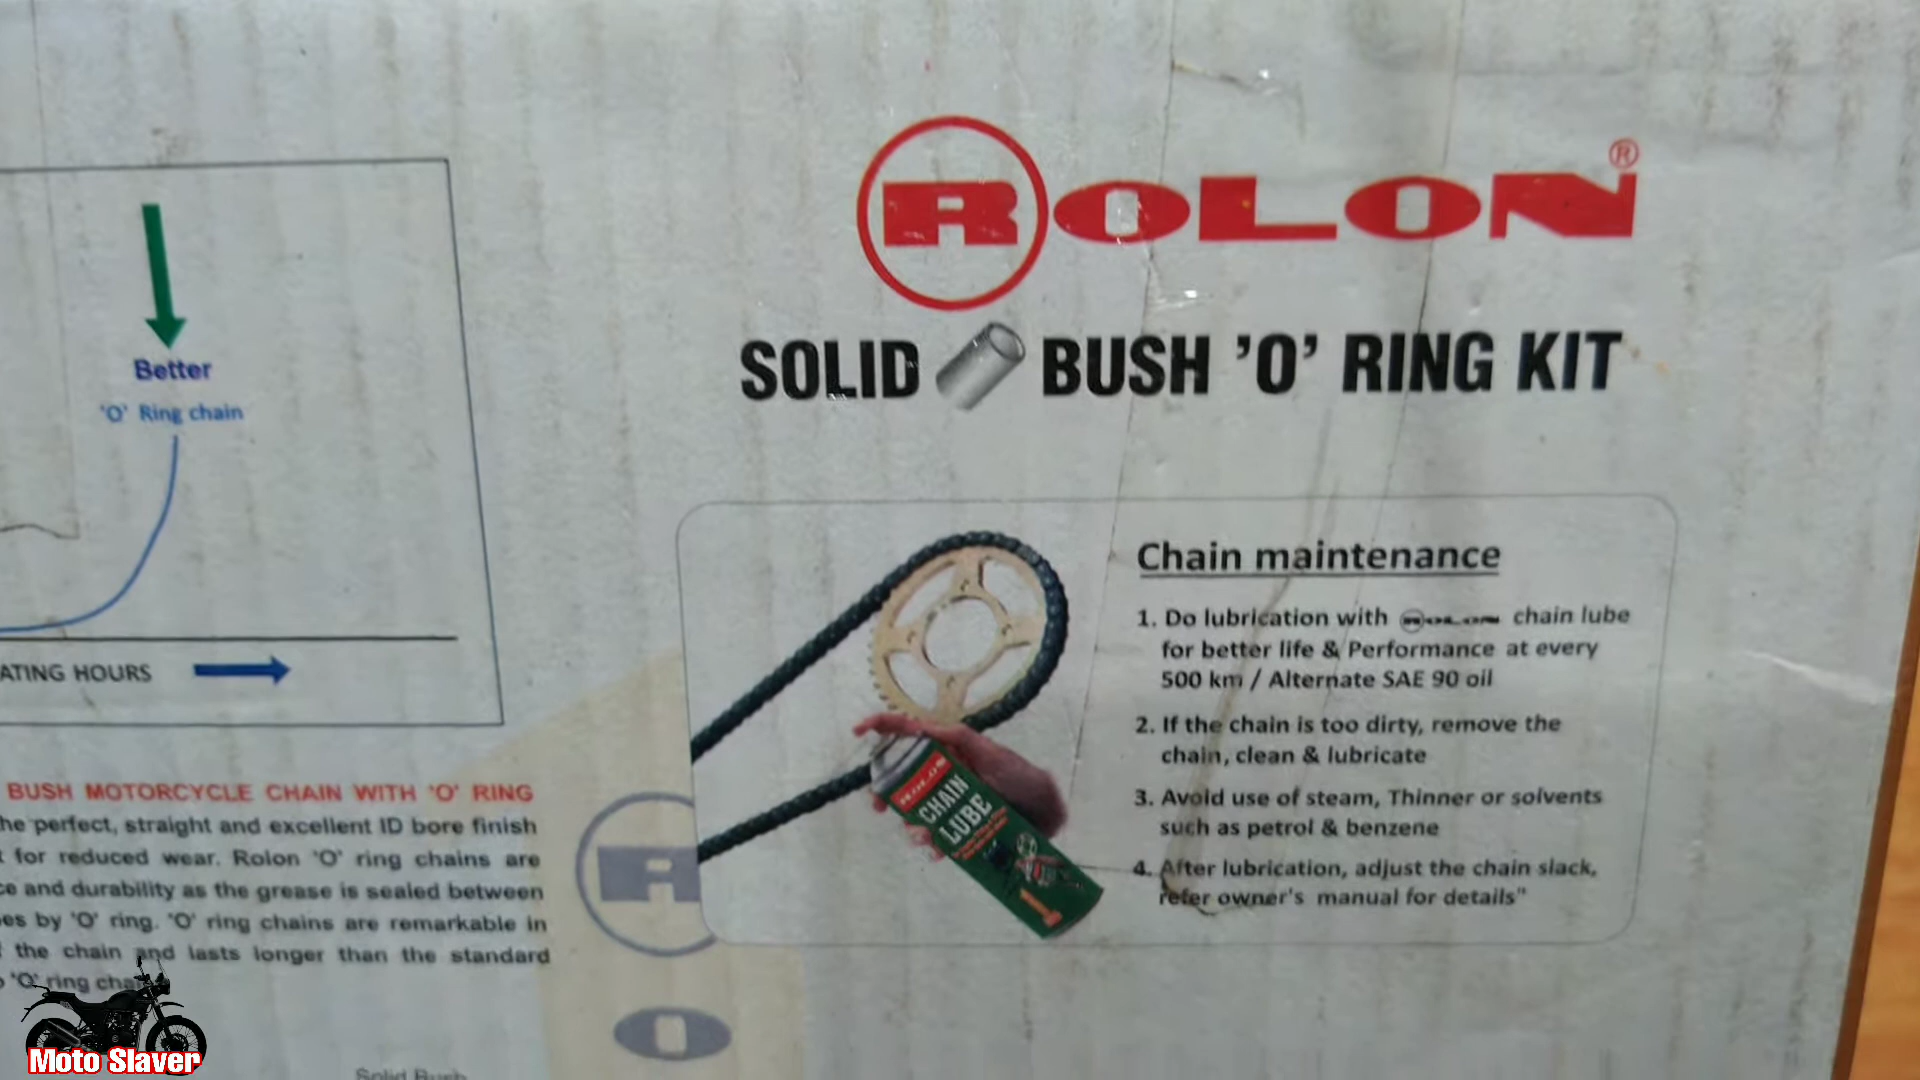 ROLON®
SOLID BUSH 'O' RING KIT
Better
'O' Ring chain
ATING HOURS
BUSH MOTORCYCLE CHAIN WITH 'O' RING
he perfect, straight and excellent ID bore finish
for reduced wear. Rolon 'O' ring chains are
ce and durability as the grease is sealed between
es by 'O' ring. 'O' ring chains are remarkable in
the chain and lasts longer than the standard
'O' ring
Solid Bush
R
O
Chain maintenance
1. Do lubrication with ROLON chain lube
for better life & Performance at every
500 km / Alternate SAE 90 oil
2. If the chain is too dirty, remove the
chain, clean & lubricate
3. Avoid use of steam, Thinner or solvents
such as petrol & benzene
4. After lubrication, adjust the chain slack,
refer owner's manual for details"
ROLON
CHAIN
LUBE
Moto Slaver